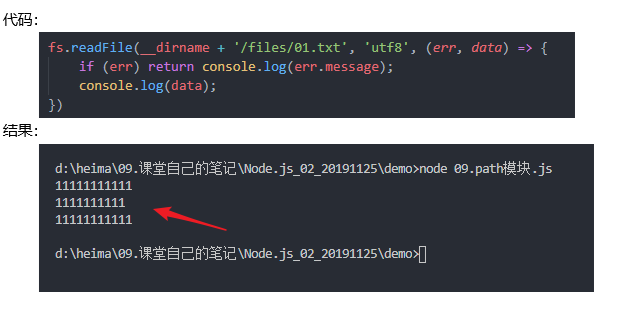 代码：
fs.readFile(__dirname + '/files/01.txt', 'utf8', (err, data) => {
    if (err) return console.log(err.message);
    console.log(data);
})
结果：
d:\heima\09.课堂自己的笔记\Node.js_02_20191125\demo>node 09.path模块.js
11111111111
1111111111
11111111111
d:\heima\09.课堂自己的笔记\Node.js_02_20191125\demo>